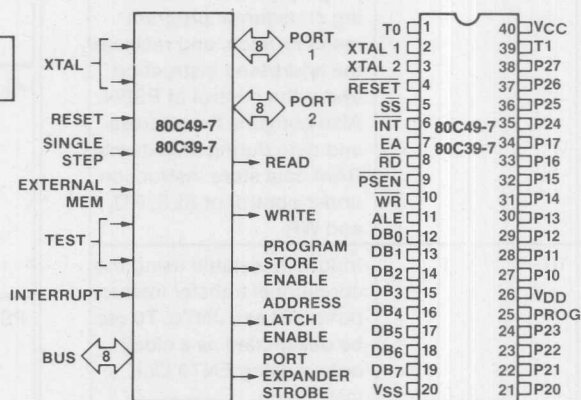 XTAL
RESET
SINGLE
STEP
EXTERNAL
MEM
TEST
INTERRUPT
BUS
8
80C49-7
80C39-7
8
PORT
1
8
PORT
2
READ
WRITE
PROGRAM
STORE
ENABLE
ADDRESS
LATCH
ENABLE
PORT
EXPANDER
STROBE
T0 1
XTAL 1 2
XTAL 2 3
RESET 4
SS 5
INT 6
EA 7
RD 8
PSEN 9
WR 10
ALE 11
DB0 12
DB1 13
DB2 14
DB3 15
DB4 16
DB5 17
DB6 18
DB7 19
VSS 20
80C49-7
80C39-7
40 VCC
39 T1
38 P27
37 P26
36 P25
35 P24
34 P17
33 P16
32 P15
31 P14
30 P13
29 P12
28 P11
27 P10
26 VDD
25 PROG
24 P23
23 P22
22 P21
21 P20